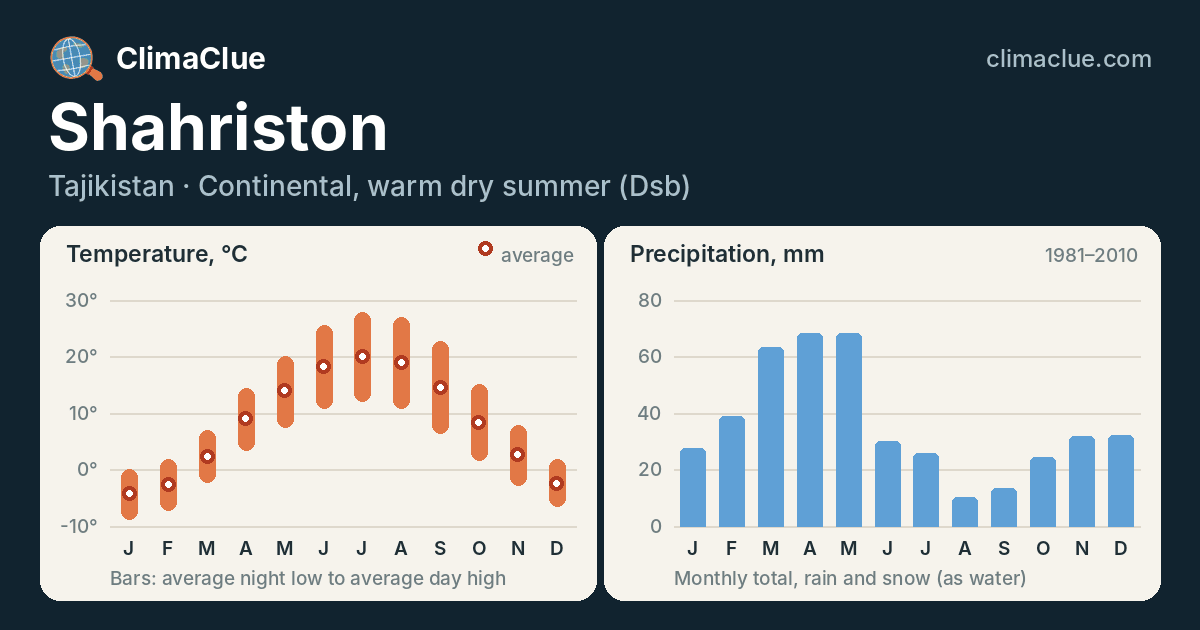 ClimaClue
climaclue.com
Shahriston
Tajikistan · Continental, warm dry summer (Dsb)
Temperature, °C
average
30°
20°
10°
0°
-10°
J F M A M J J A S O N D
Bars: average night low to average day high
Precipitation, mm
1981–2010
80
60
40
20
0
J F M A M J J A S O N D
Monthly total, rain and snow (as water)